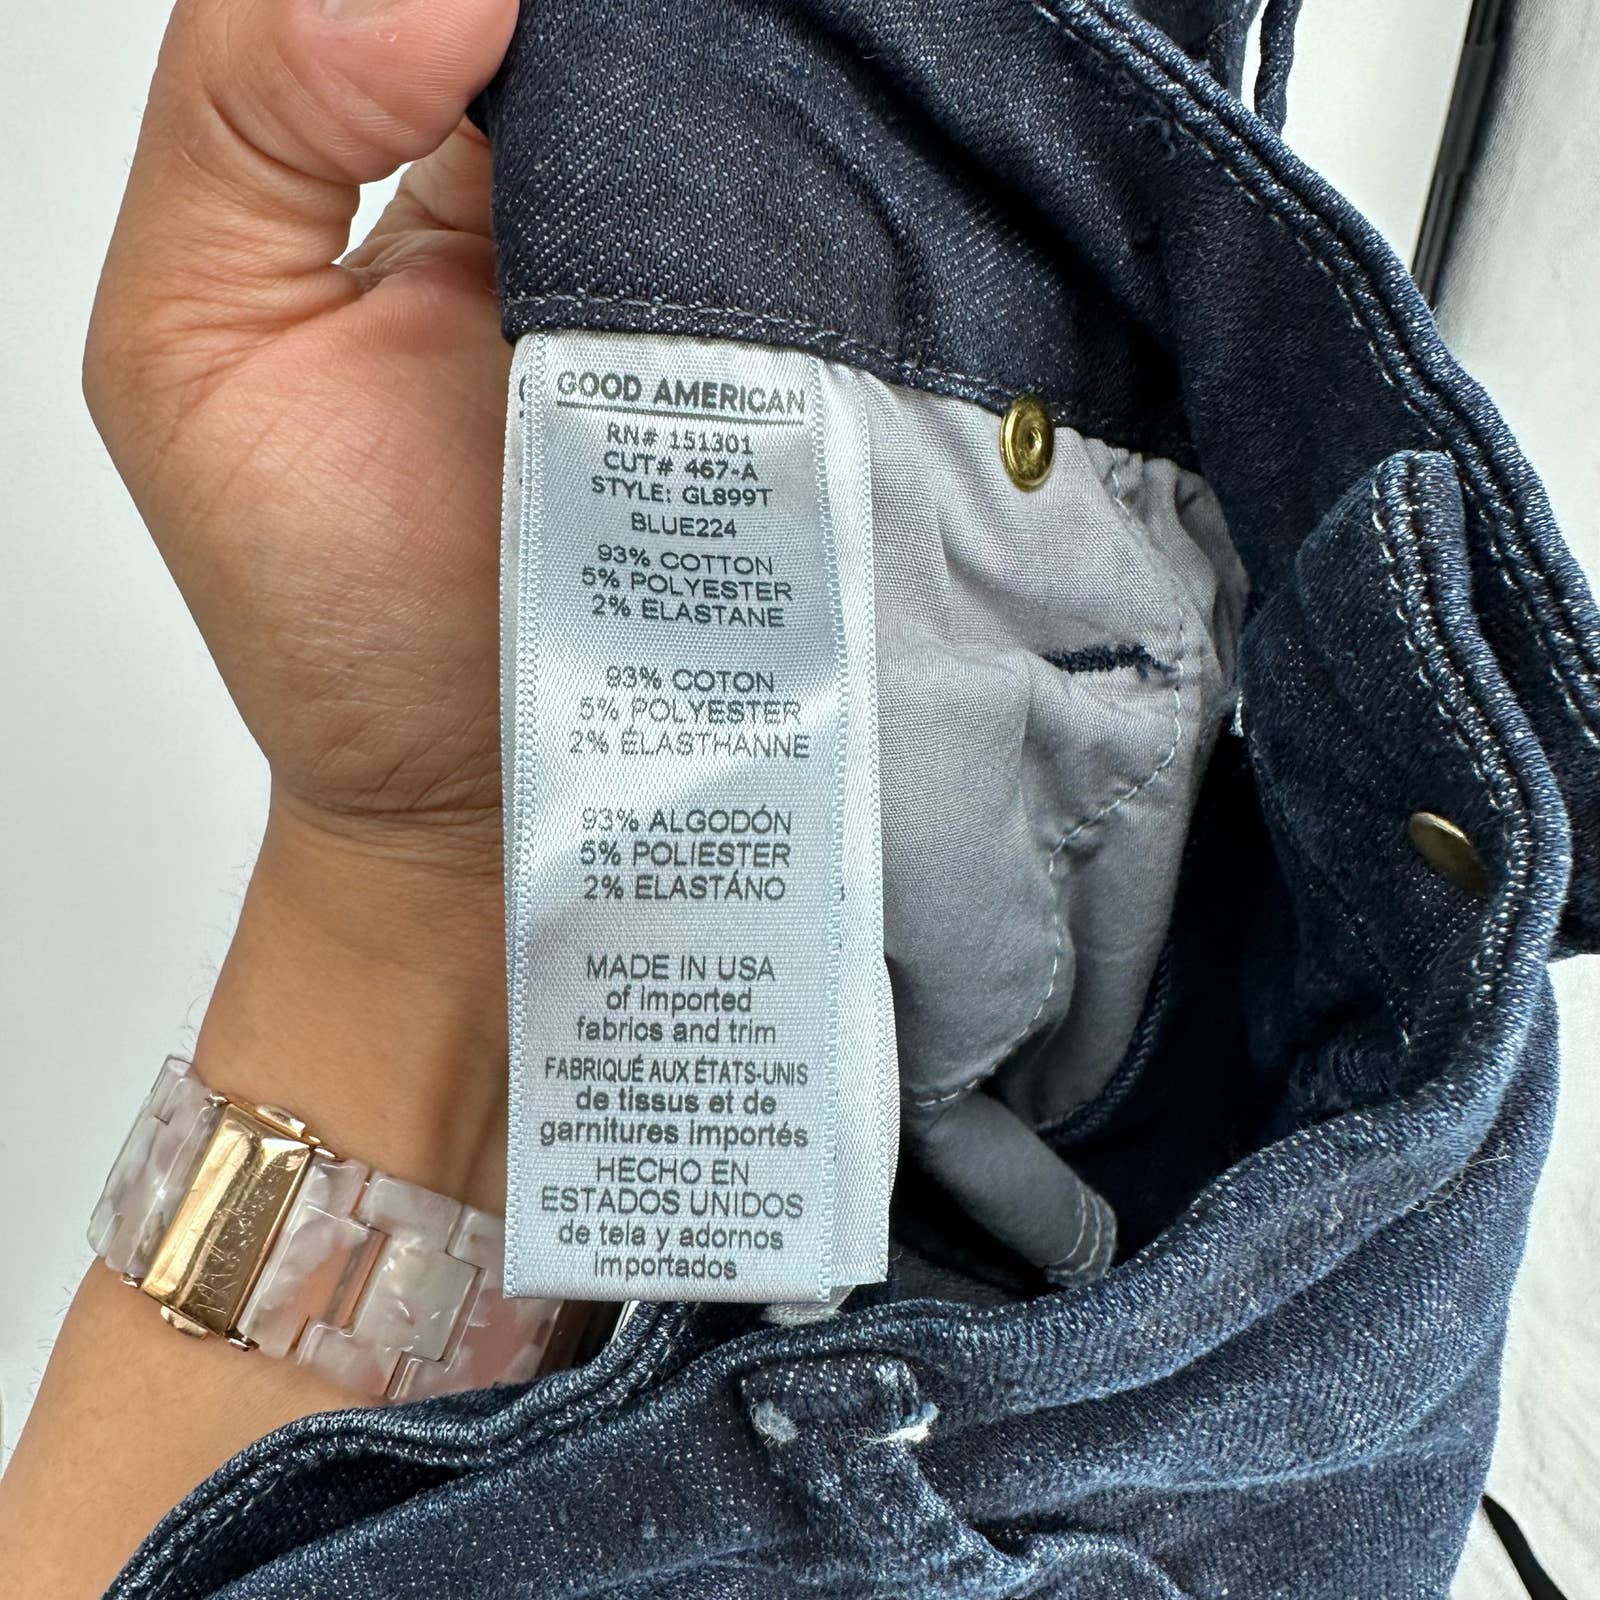 GOOD AMERICAN
RN# 151301
CUT# 467-A
STYLE: GL899T
BLUE224
93% COTTON
5% POLYESTER
2% ELASTANE
93% COTON
5% POLYESTER
2% ÉLASTHANNE
93% ALGODÓN
5% POLIESTER
2% ELASTÁNO
MADE IN USA
of imported
fabrics and trim
FABRIQUÉ AUX ÉTATS-UNIS
de tissus et de
garnitures importés
HECHO EN
ESTADOS UNIDOS
de tela y adornos
importados